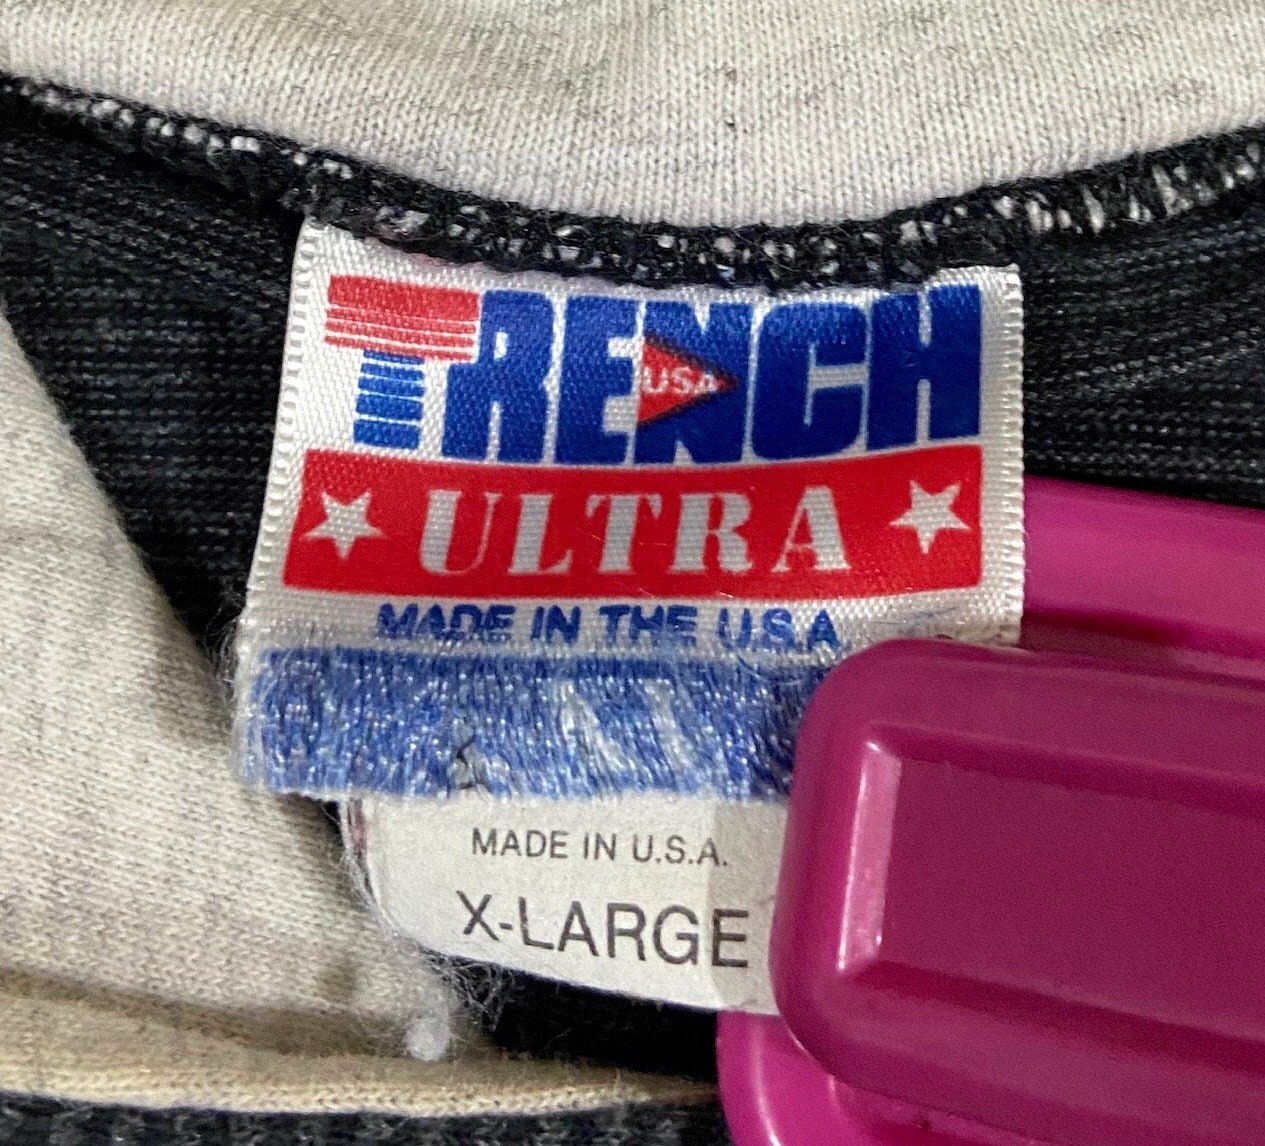 TRENCH
USA
ULTRA
MADE IN THE U.S.A
MADE IN U.S.A.
X-LARGE